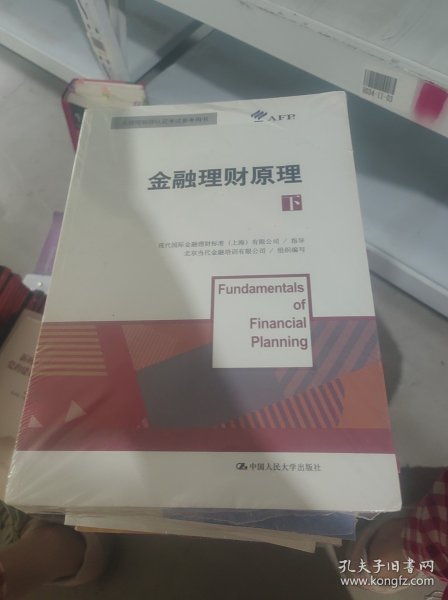 AFP
金融理财原理
下
现代国际金融理财标准（上海）有限公司 / 指导
北京当代金融培训有限公司 / 组织编写
Fundamentals
of
Financial
Planning
中国人民大学出版社
孔夫子旧书网
www.kongfz.com